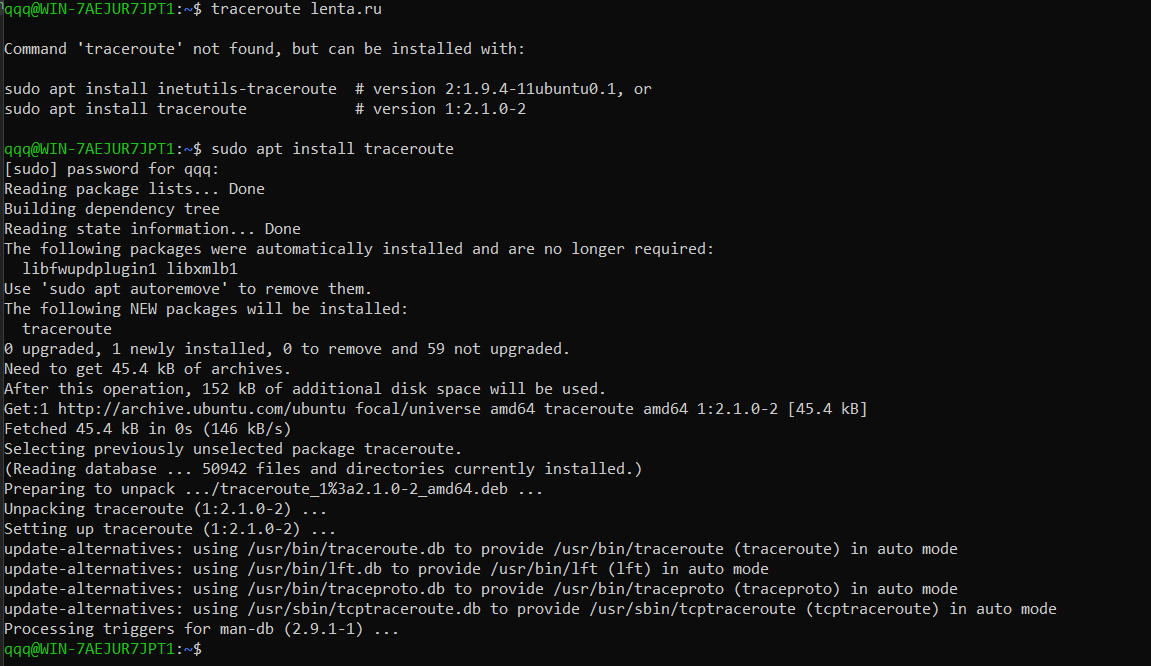 qqq@WIN-7AEJUR7JPT1:~$ traceroute lenta.ru
Command 'traceroute' not found, but can be installed with:
sudo apt install inetutils-traceroute  # version 2:1.9.4-11ubuntu0.1, or
sudo apt install traceroute            # version 1:2.1.0-2
qqq@WIN-7AEJUR7JPT1:~$ sudo apt install traceroute
[sudo] password for qqq:
Reading package lists... Done
Building dependency tree
Reading state information... Done
The following packages were automatically installed and are no longer required:
  libfwupdplugin1 libxmlb1
Use 'sudo apt autoremove' to remove them.
The following NEW packages will be installed:
  traceroute
0 upgraded, 1 newly installed, 0 to remove and 59 not upgraded.
Need to get 45.4 kB of archives.
After this operation, 152 kB of additional disk space will be used.
Get:1 http://archive.ubuntu.com/ubuntu focal/universe amd64 traceroute amd64 1:2.1.0-2 [45.4 kB]
Fetched 45.4 kB in 0s (146 kB/s)
Selecting previously unselected package traceroute.
(Reading database ... 50942 files and directories currently installed.)
Preparing to unpack .../traceroute_1%3a2.1.0-2_amd64.deb ...
Unpacking traceroute (1:2.1.0-2) ...
Setting up traceroute (1:2.1.0-2) ...
update-alternatives: using /usr/bin/traceroute.db to provide /usr/bin/traceroute (traceroute) in auto mode
update-alternatives: using /usr/bin/lft.db to provide /usr/bin/lft (lft) in auto mode
update-alternatives: using /usr/bin/traceproto.db to provide /usr/bin/traceproto (traceproto) in auto mode
update-alternatives: using /usr/sbin/tcptraceroute.db to provide /usr/sbin/tcptraceroute (tcptraceroute) in auto mode
Processing triggers for man-db (2.9.1-1) ...
qqq@WIN-7AEJUR7JPT1:~$